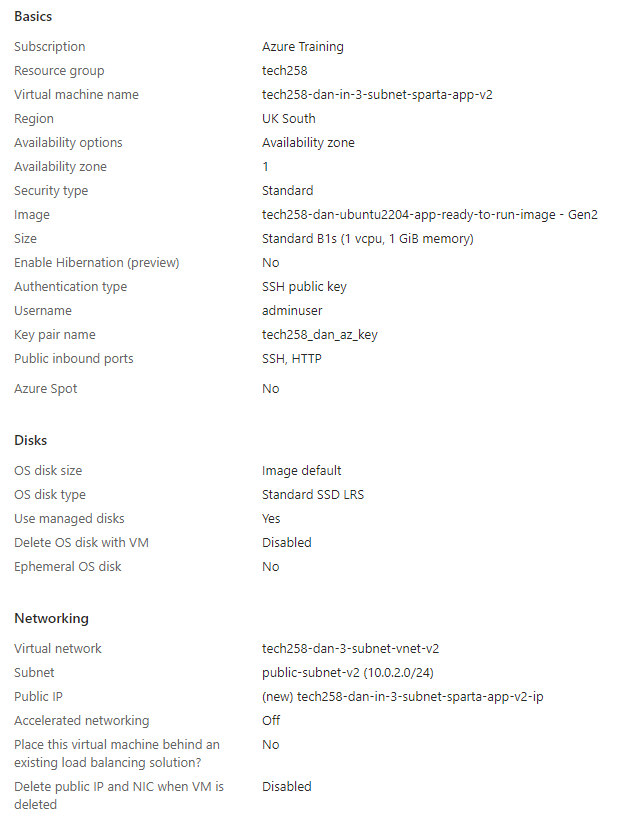 Basics
Subscription Azure Training
Resource group tech258
Virtual machine name tech258-dan-in-3-subnet-sparta-app-v2
Region UK South
Availability options Availability zone
Availability zone 1
Security type Standard
Image tech258-dan-ubuntu2204-app-ready-to-run-image - Gen2
Size Standard B1s (1 vcpu, 1 GiB memory)
Enable Hibernation (preview) No
Authentication type SSH public key
Username adminuser
Key pair name tech258_dan_az_key
Public inbound ports SSH, HTTP
Azure Spot No
Disks
OS disk size Image default
OS disk type Standard SSD LRS
Use managed disks Yes
Delete OS disk with VM Disabled
Ephemeral OS disk No
Networking
Virtual network tech258-dan-3-subnet-vnet-v2
Subnet public-subnet-v2 (10.0.2.0/24)
Public IP (new) tech258-dan-in-3-subnet-sparta-app-v2-ip
Accelerated networking Off
Place this virtual machine behind an No
existing load balancing solution?
Delete public IP and NIC when VM is Disabled
deleted